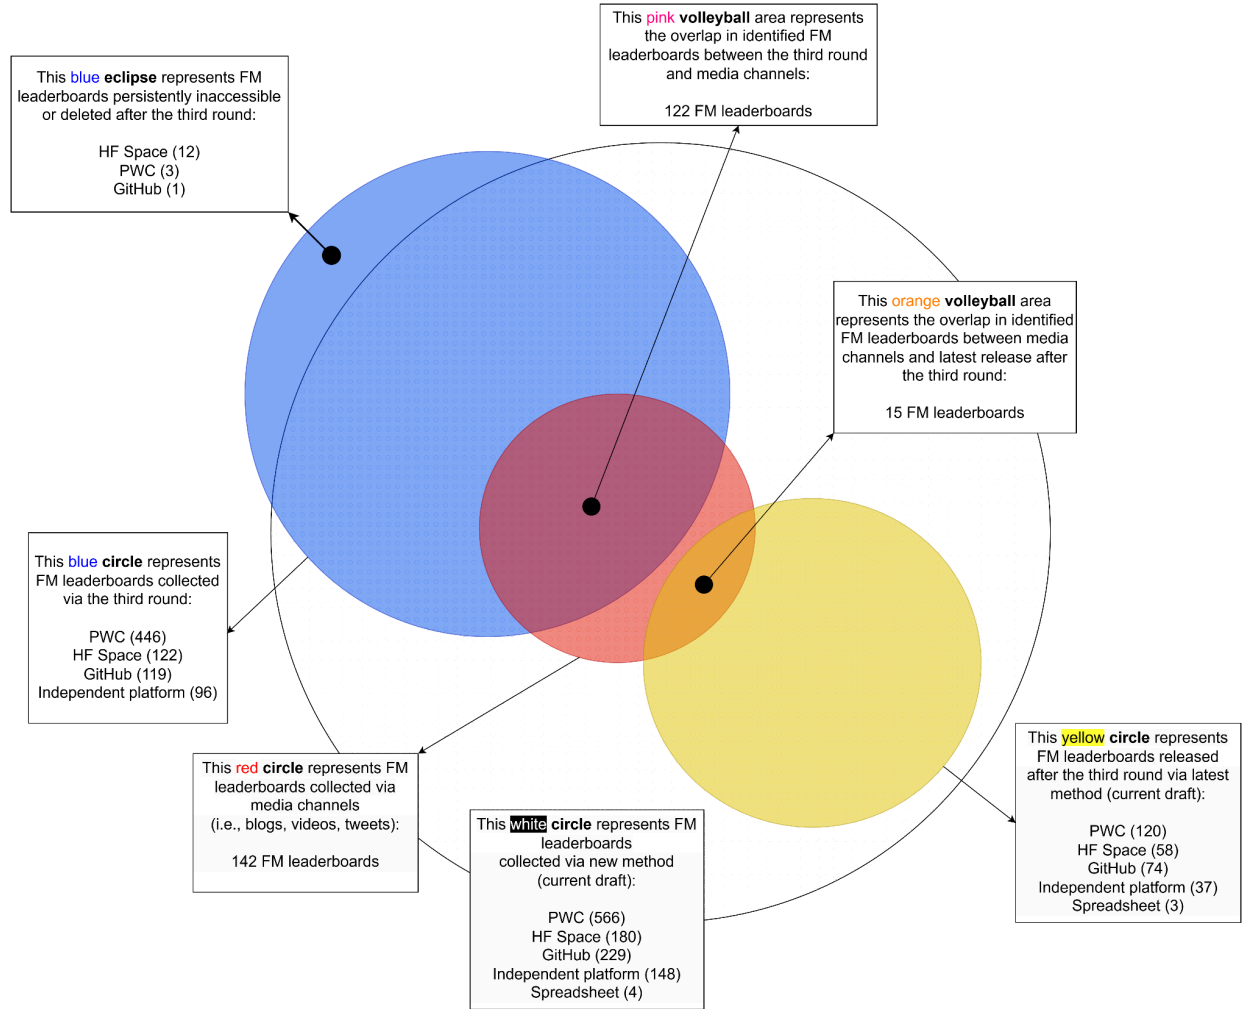 This pink volleyball area represents
the overlap in identified FM
leaderboards between the third round
and media channels:
122 FM leaderboards
This blue eclipse represents FM
leaderboards persistently inaccessible
or deleted after the third round:
HF Space (12)
PWC (3)
GitHub (1)
This orange volleyball area
represents the overlap in identified
FM leaderboards between media
channels and latest release after
the third round:
15 FM leaderboards
This blue circle represents
FM leaderboards collected
via the third round:
PWC (446)
HF Space (122)
GitHub (119)
Independent platform (96)
This red circle represents FM
leaderboards collected via
media channels
(i.e., blogs, videos, tweets):
142 FM leaderboards
This white circle represents FM
leaderboards
collected via new method
(current draft):
PWC (566)
HF Space (180)
GitHub (229)
Independent platform (148)
Spreadsheet (4)
This yellow circle represents
FM leaderboards released
after the third round via latest
method (current draft):
PWC (120)
HF Space (58)
GitHub (74)
Independent platform (37)
Spreadsheet (3)